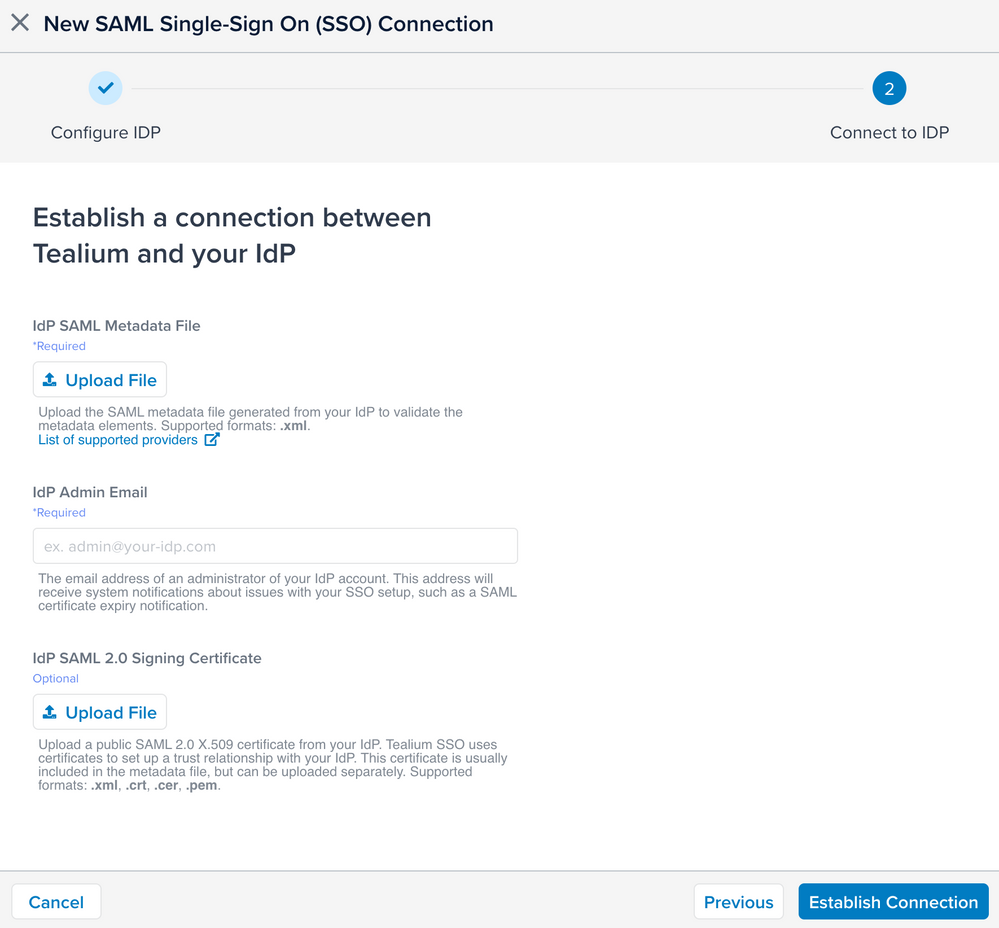 New SAML Single-Sign On (SSO) Connection
2
Configure IDP
Connect to IDP
Establish a connection between
Tealium and your IdP
IdP SAML Metadata File
*Required
Upload File
Upload the SAML metadata file generated from your IdP to validate the
metadata elements. Supported formats: .xml.
List of supported providers
IdP Admin Email
*Required
ex. admin@your-idp.com
The email address of an administrator of your IdP account. This address will
receive system notifications about issues with your SSO setup, such as a SAML
certificate expiry notification.
IdP SAML 2.0 Signing Certificate
Optional
Upload File
Upload a public SAML 2.0 X.509 certificate from your IdP. Tealium SSO uses
certificates to set up a trust relationship with your IdP. This certificate is usually
included in the metadata file, but can be uploaded separately. Supported
formats: .xml, .crt, .cer, .pem.
Cancel
Previous
Establish Connection